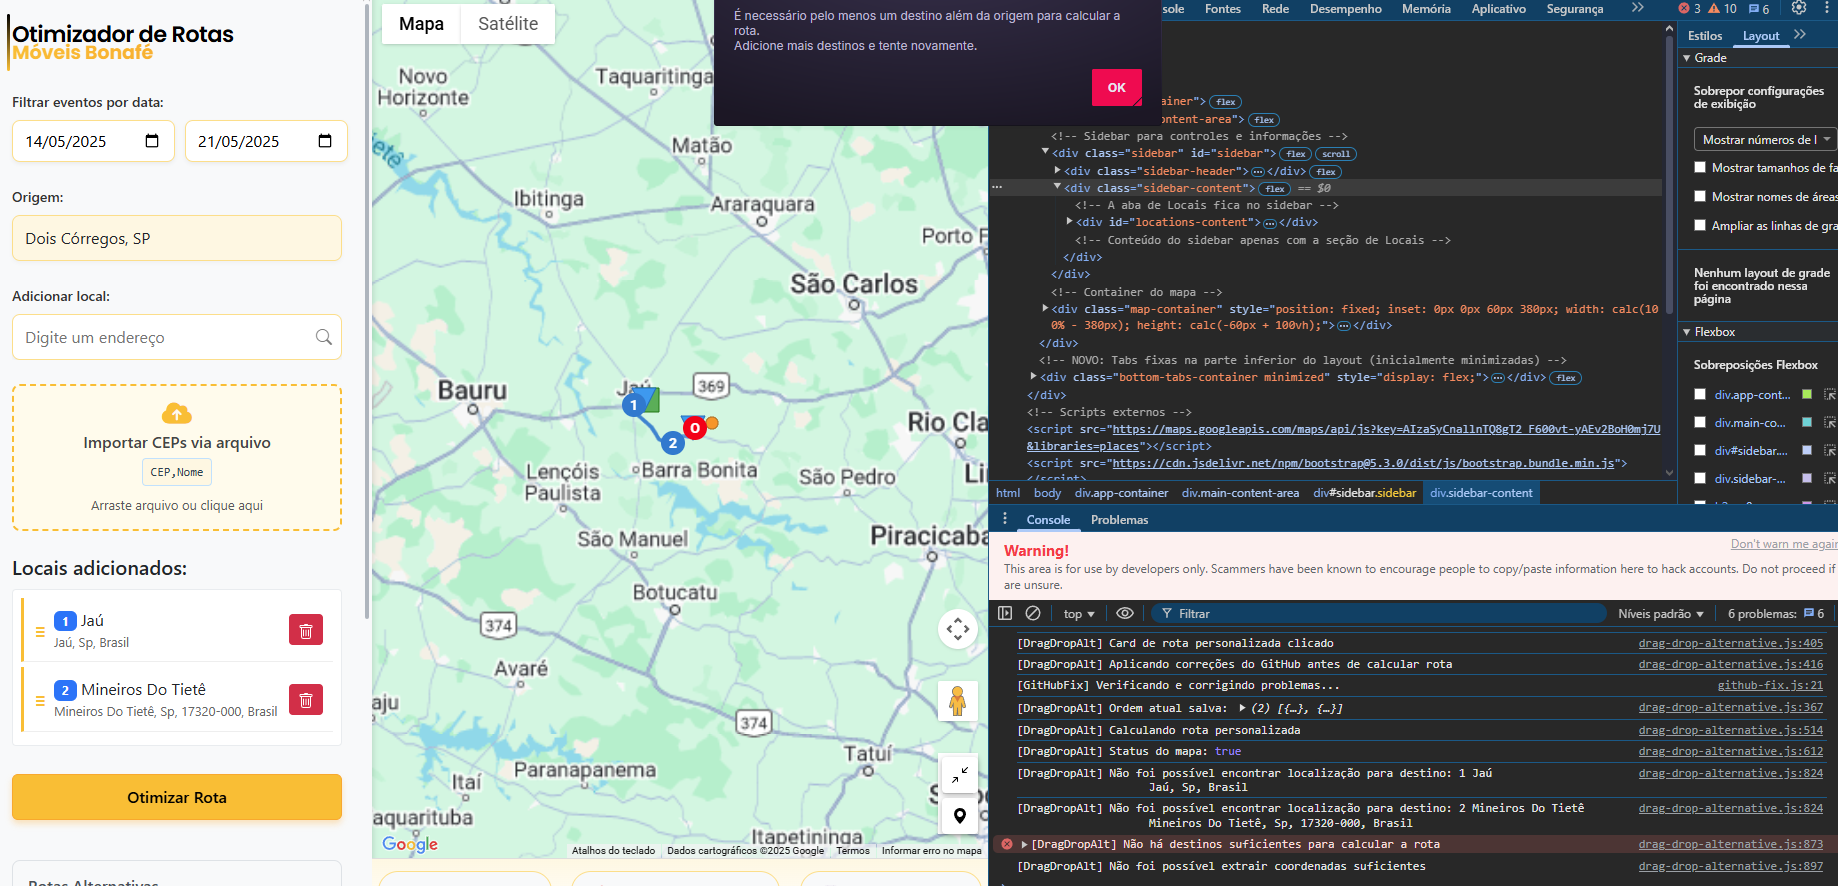 Otimizador de Rotas
Móveis Bonafé
Filtrar eventos por data:
14/05/2025
21/05/2025
Origem:
Dois Córregos, SP
Adicionar local:
Digite um endereço
Importar CEPs via arquivo
CEP,Nome
Arraste arquivo ou clique aqui
Locais adicionados:
1 Jaú
Jaú, Sp, Brasil
2 Mineiros Do Tietê
Mineiros Do Tietê, Sp, 17320-000, Brasil
Otimizar Rota
Rotas Alternativas
Mapa
Satélite
Novo
Horizonte
Taquaritinga
Tietê
Matão
Ibitinga
Araraquara
Porto F
São Carlos
Bauru
Jaú
369
1
0
2
Rio Cla
Barra Bonita
Lençóis
Paulista
São Pedro
Li
São Manuel
Piracicaba
Botucatu
374
Avaré
aju
374
Tatuí
Paranapanema
Itaí
S
aquarituba
Itapetininga
Google
Atalhos do teclado
Dados cartográficos ©2025 Google
Termos
Informar erro no mapa
É necessário pelo menos um destino além da origem para calcular a
rota.
Adicione mais destinos e tente novamente.
OK
sole
Fontes
Rede
Desempenho
Memória
Aplicativo
Segurança
3
10
6
ainer"> flex
ontent-area"> flex
<!-- Sidebar para controles e informações -->
<div class="sidebar" id="sidebar"> flex scroll
<div class="sidebar-header"> </div> flex
<div class="sidebar-content"> flex == $0
<!-- A aba de Locais fica no sidebar -->
<div id="locations-content"> </div>
<!-- Conteúdo do sidebar apenas com a seção de Locais -->
</div>
</div>
<!-- Container do mapa -->
<div class="map-container" style="position: fixed; inset: 0px 0px 60px 380px; width: calc(10
0% - 380px); height: calc(-60px + 100vh);"> </div>
</div>
<!-- NOVO: Tabs fixas na parte inferior do layout (inicialmente minimizadas) -->
<div class="bottom-tabs-container minimized" style="display: flex;"> </div> flex
</div>
<!-- Scripts externos -->
&libraries=places"></script>
<script src="https://cdn.jsdelivr.net/npm/bootstrap@5.3.0/dist/js/bootstrap.bundle.min.js">
</script>
html
body
div.app-container
div.main-content-area
div#sidebar.sidebar
div.sidebar-content
Estilos
Layout
Grade
Sobrepor configurações
de exibição
Mostrar números de l
Mostrar tamanhos de fa
Mostrar nomes de áreas
Ampliar as linhas de gra
Nenhum layout de grade
foi encontrado nessa
página
Flexbox
Sobreposições Flexbox
div.app-cont...
div.main-co...
div#sidebar....
div.sidebar-...
Console
Problemas
Don't warn me again
Warning!
This area is for use by developers only. Scammers have been known to encourage people to copy/paste information here to hack accounts. Do not proceed if
are unsure.
top
Filtrar
Níveis padrão
6 problemas: 6
[DragDropAlt] Card de rota personalizada clicado
drag-drop-alternative.js:405
[DragDropAlt] Aplicando correções do GitHub antes de calcular rota
drag-drop-alternative.js:416
[GitHubFix] Verificando e corrigindo problemas...
github-fix.js:21
[DragDropAlt] Ordem atual salva: (2) [{…}, {…}]
drag-drop-alternative.js:367
[DragDropAlt] Calculando rota personalizada
drag-drop-alternative.js:514
[DragDropAlt] Status do mapa: true
drag-drop-alternative.js:612
[DragDropAlt] Não foi possível encontrar localização para destino: 1 Jaú
Jaú, Sp, Brasil
drag-drop-alternative.js:824
[DragDropAlt] Não foi possível encontrar localização para destino: 2 Mineiros Do Tietê
Mineiros Do Tietê, Sp, 17320-000, Brasil
drag-drop-alternative.js:824
[DragDropAlt] Não há destinos suficientes para calcular a rota
drag-drop-alternative.js:873
[DragDropAlt] Não foi possível extrair coordenadas suficientes
drag-drop-alternative.js:897